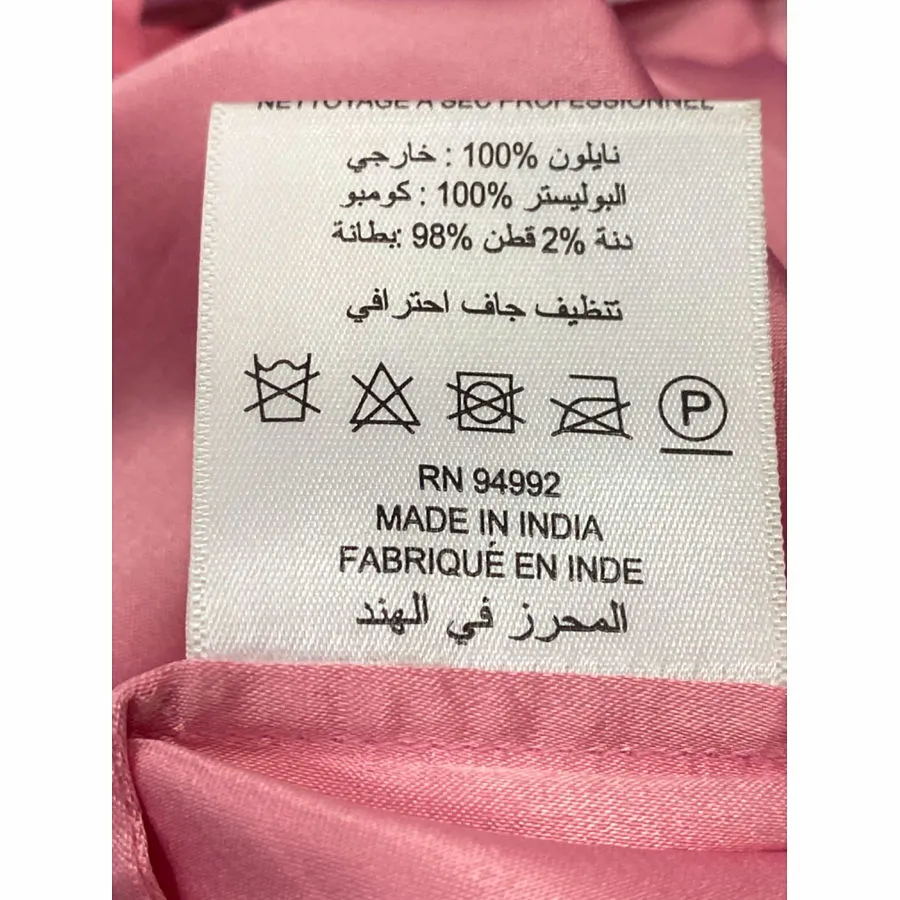 NETTOYAGE A SEC PROFESSIONNEL
نايلون %100 : خارجي
البوليستر %100 : كومبو
دنة %2 قطن %98 :بطانة
تتظيف جاف احترافي
P
RN 94992
MADE IN INDIA
FABRIQUÉ EN INDE
المحرز في الهند